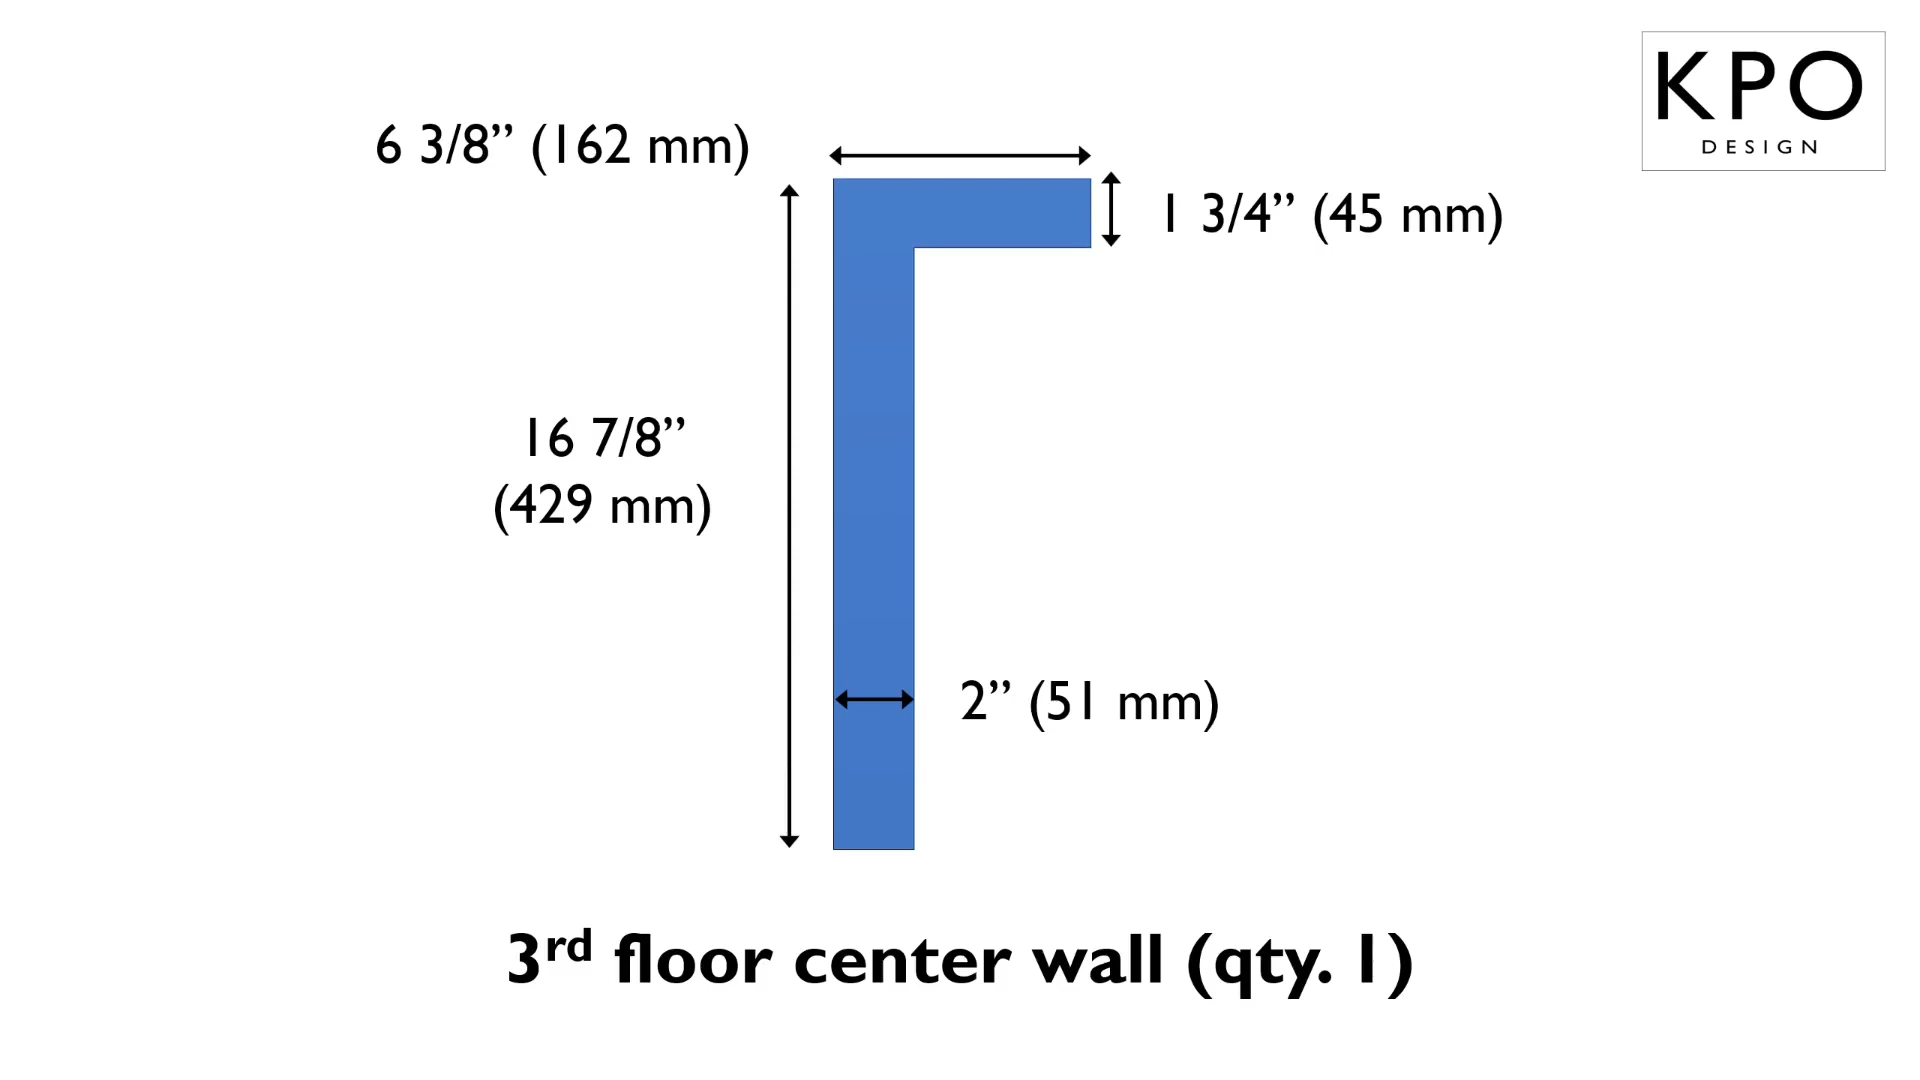 KPO
DESIGN
6 3/8” (162 mm)
1 3/4” (45 mm)
16 7/8”
(429 mm)
2” (51 mm)
3rd floor center wall (qty. 1)